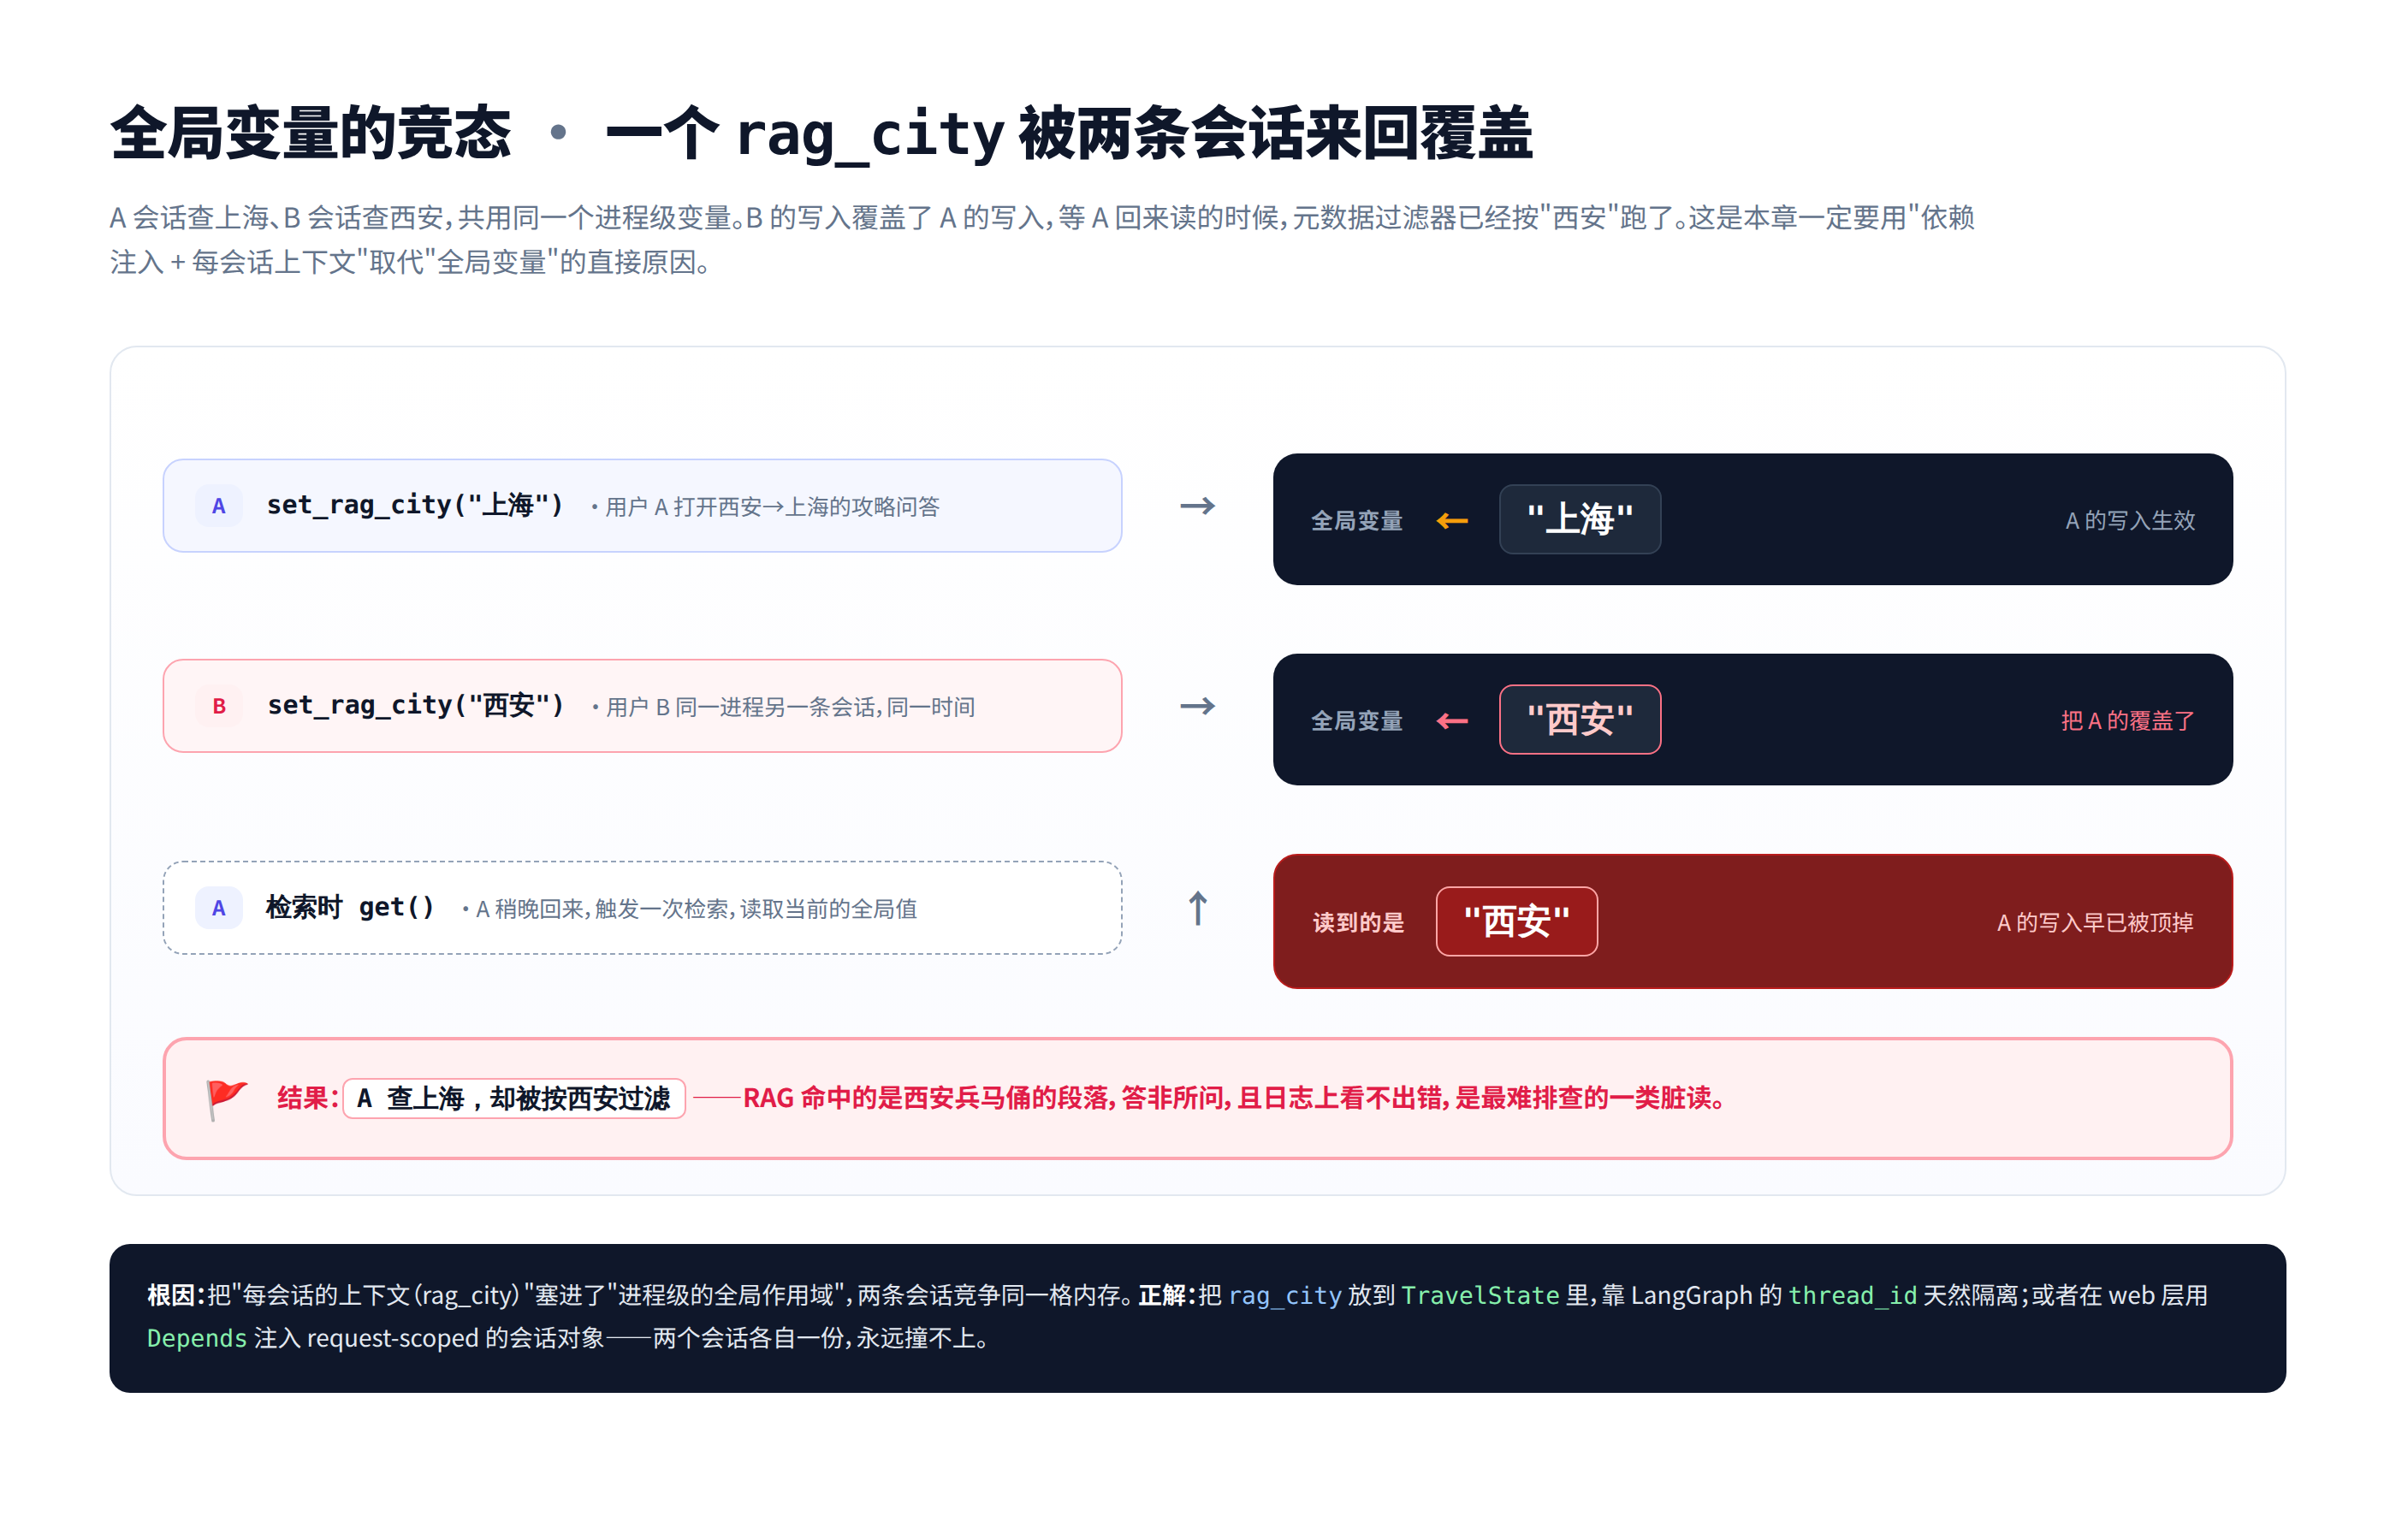 全局变量的竞态 · 一个 rag_city 被两条会话来回覆盖
A 会话查上海、B 会话查西安，共用同一个进程级变量。B 的写入覆盖了 A 的写入，等 A 回来读的时候，元数据过滤器已经按"西安"跑了。这是本章一定要用"依赖
注入 + 每会话上下文"取代"全局变量"的直接原因。
A set_rag_city("上海") · 用户 A 打开西安→上海的攻略问答 → 全局变量 ← "上海" A 的写入生效
B set_rag_city("西安") · 用户 B 同一进程另一条会话，同一时间 → 全局变量 ← "西安" 把 A 的覆盖了
A 检索时 get() · A 稍晚回来，触发一次检索，读取当前的全局值 ↑ 读到的是 "西安" A 的写入早已被顶掉
🚩 结果：A 查上海，却被按西安过滤 ——RAG 命中的是西安兵马俑的段落，答非所问，且日志上看不出错，是最难排查的一类脏读。
根因：把"每会话的上下文（rag_city）"塞进了"进程级的全局作用域"，两条会话竞争同一格内存。正解：把 rag_city 放到 TravelState 里，靠 LangGraph 的 thread_id 天然隔离；或者在 web 层用
Depends 注入 request-scoped 的会话对象——两个会话各自一份，永远撞不上。